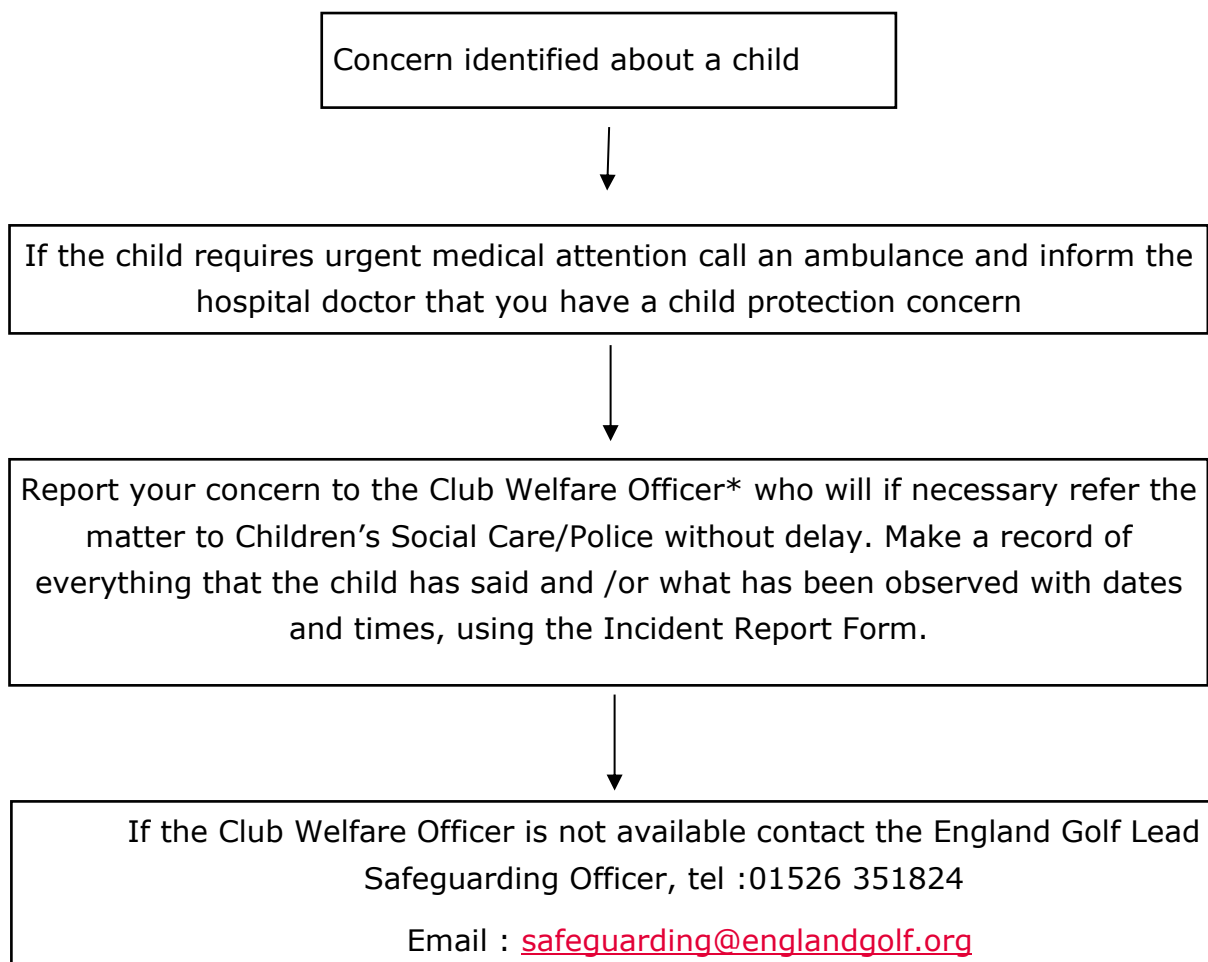 Concern identified about a child
If the child requires urgent medical attention call an ambulance and inform the
hospital doctor that you have a child protection concern
Report your concern to the Club Welfare Officer* who will if necessary refer the
matter to Children’s Social Care/Police without delay. Make a record of
everything that the child has said and /or what has been observed with dates
and times, using the Incident Report Form.
If the Club Welfare Officer is not available contact the England Golf Lead
Safeguarding Officer, tel :01526 351824
Email : safeguarding@englandgolf.org